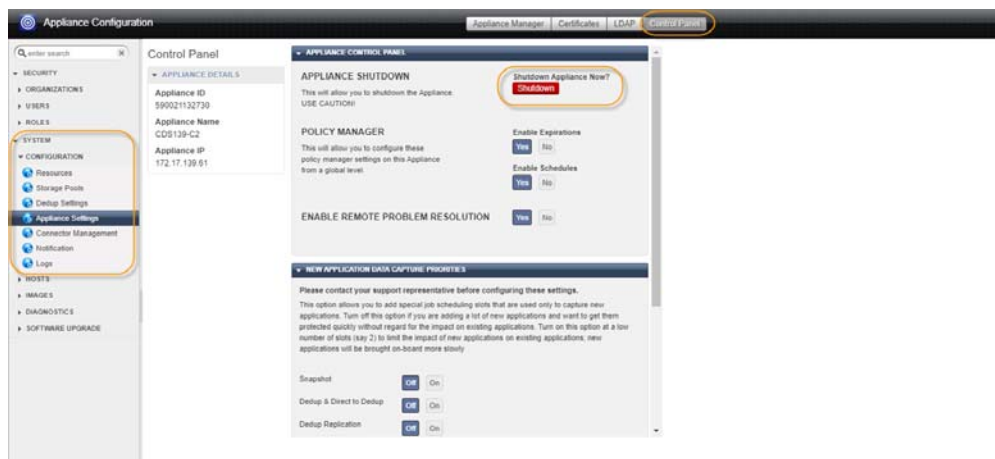 Appliance Configuration
Appliance Manager
Certificates
LDAP
Control Panel
enter search
SECURITY
ORGANIZATIONS
USERS
ROLES
SYSTEM
CONFIGURATION
Resources
Storage Pools
Dedup Settings
Appliance Settings
Connector Management
Notification
Logs
HOSTS
IMAGES
DIAGNOSTICS
SOFTWARE UPGRADE
Control Panel
APPLIANCE DETAILS
Appliance ID
590021132730
Appliance Name
CDS139-C2
Appliance IP
172.17.139.61
APPLIANCE CONTROL PANEL
APPLIANCE SHUTDOWN
This will allow you to shutdown the Appliance.
USE CAUTION!
Shutdown Appliance Now?
Shutdown
POLICY MANAGER
This will allow you to configure these
policy manager settings on this Appliance
from a global level.
Enable Expirations
Yes No
Enable Schedules
Yes No
ENABLE REMOTE PROBLEM RESOLUTION
Yes No
NEW APPLICATION DATA CAPTURE PRIORITIES
Please contact your support representative before configuring these settings.
This option allows you to add special job scheduling slots that are used only to capture new
applications. Turn off this option if you are adding a lot of new applications and want to get them
protected quickly without regard for the impact on existing applications. Turn on this option at a low
number of slots (say 2) to limit the impact of new applications on existing applications; new
applications will be brought on-board more slowly
Snapshot
Off On
Dedup & Direct to Dedup
Off On
Dedup Replication
Off On